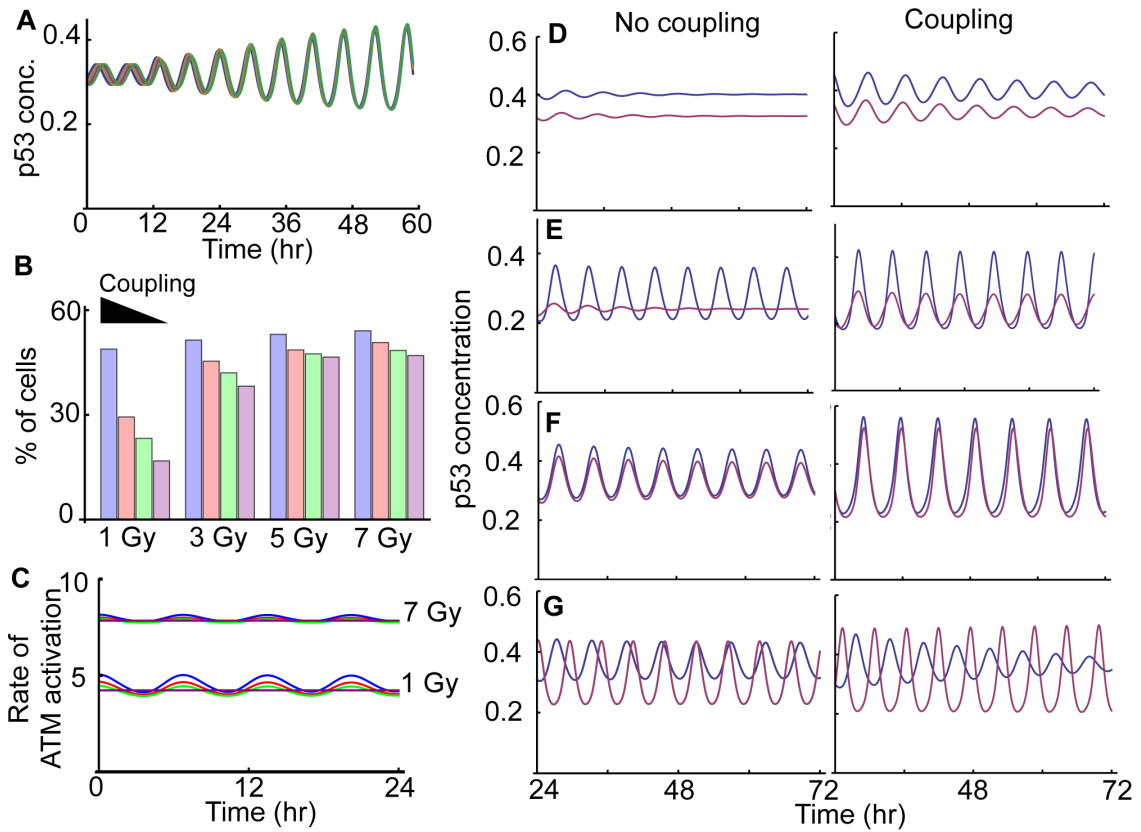 A
p53 conc.
0.4
0.2
0 12 24 36 48 60
Time (hr)
B
Coupling
% of cells
60
30
0
1 Gy 3 Gy 5 Gy 7 Gy
C
Rate of
ATM activation
10
5
0
7 Gy
1 Gy
0 12 24
Time (hr)
No coupling Coupling
p53 concentration
D
0.6
0.4
0.2
0
E
0.4
0.2
0
F
0.6
0.4
0.2
0
G
0.6
0.4
0.2
24 48 72 48 72
Time (hr)